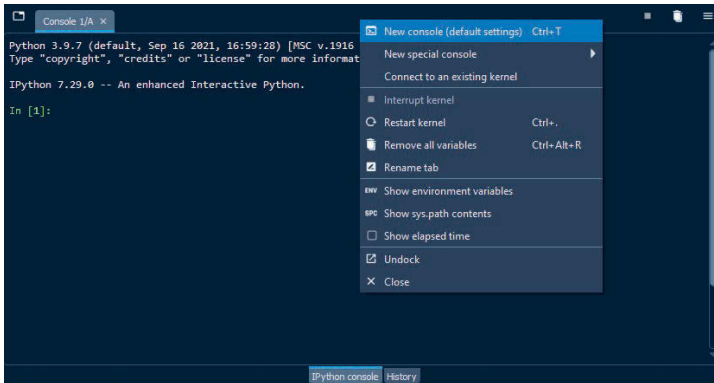 Console 1/A ×
Python 3.9.7 (default, Sep 16 2021, 16:59:28) [MSC v.1916
Type "copyright", "credits" or "license" for more informat
IPython 7.29.0 -- An enhanced Interactive Python.
In [1]:
New console (default settings) Ctrl+T
New special console
Connect to an existing kernel
Interrupt kernel
Restart kernel Ctrl+.
Remove all variables Ctrl+Alt+R
Rename tab
ENV Show environment variables
SPC Show sys.path contents
Show elapsed time
Undock
Close
IPython console History